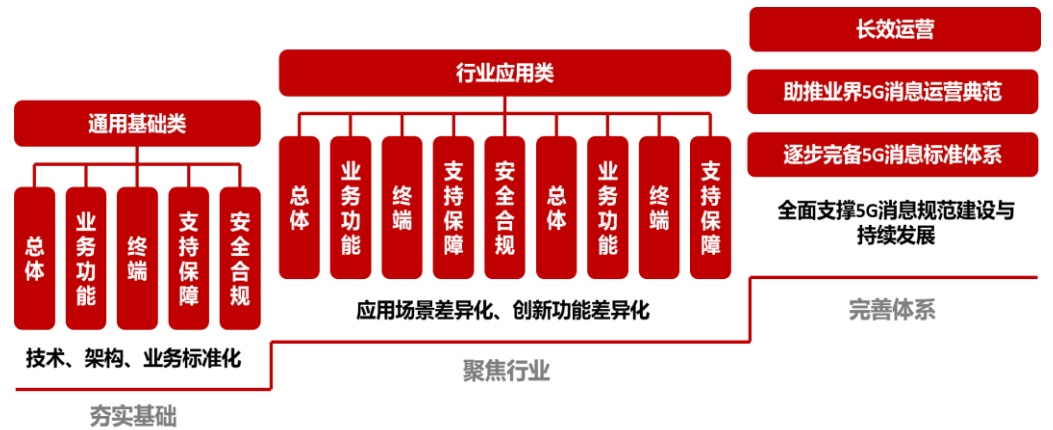 通用基础类
总体
业务功能
终端
支持保障
安全合规
技术、架构、业务标准化
夯实基础
行业应用类
总体
业务功能
终端
支持保障
安全合规
总体
业务功能
终端
支持保障
应用场景差异化、创新功能差异化
聚焦行业
长效运营
助推业界5G消息运营典范
逐步完备5G消息标准体系
全面支撑5G消息规范建设与
持续发展
完善体系